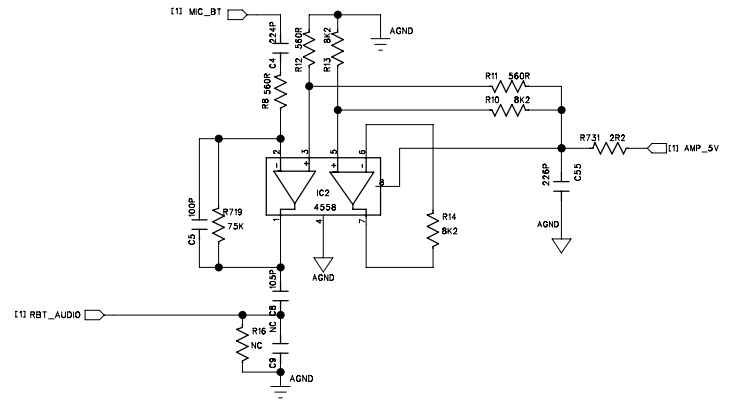 [1] MIC_BT
224P
C4
R8 560R
560R
R12
8K2
R13
AGND
R11 560R
R10 8K2
R731 2R2
[1] AMP_5V
226P
C55
AGND
2
3
5
6
-
+
+
-
IC2
4558
8
1
4
7
100P
C5
R719
75K
R14
8K2
AGND
105P
C8
[1] RBT_AUDIO
R16
NC
NC
C9
AGND